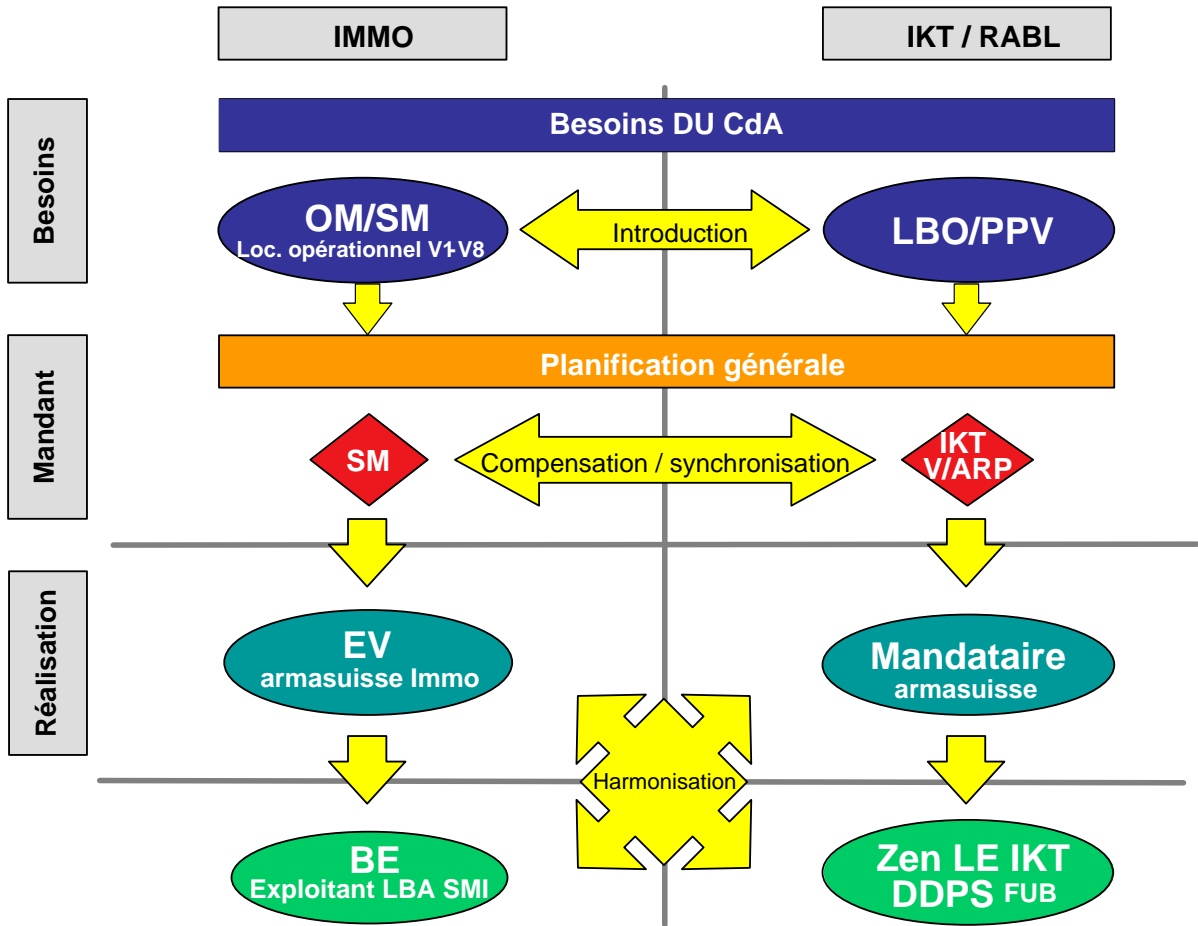 IMMO
IKT / RABL
Besoins
Besoins DU CdA
OM/SM
Loc. opérationnel V1-V8
Introduction
LBO/PPV
Mandant
Planification générale
SM
Compensation / synchronisation
IKT
V/ARP
Réalisation
EV
armasuisse Immo
Mandataire
armasuisse
Harmonisation
BE
Exploitant LBA SMI
Zen LE IKT
DDPS FUB